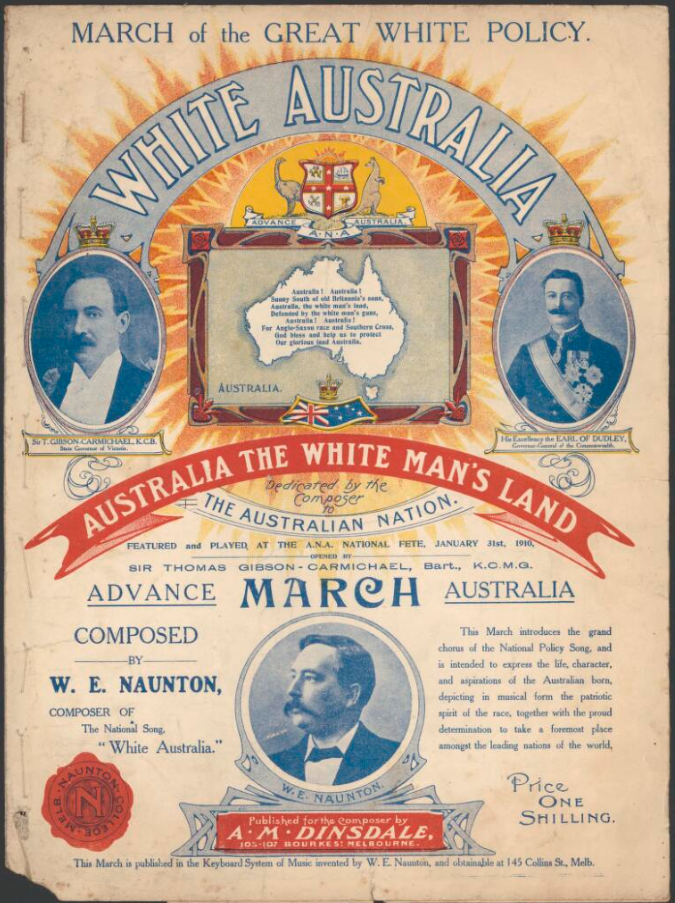 MARCH of the GREAT WHITE POLICY.
WHITE AUSTRALIA
ADVANCE AUSTRALIA
A·N·A
Australia! Australia!
Sunny South of old Britannia's sons,
Australia, the white man's land,
Defended by the white man's guns,
Australia! Australia!
For Anglo-Saxon race and Southern Cross,
God bless and help us to protect
Our glorious land Australia.
AUSTRALIA.
Sir T. GIBSON-CARMICHAEL, K.C.B.
State Governor of Victoria.
His Excellency the EARL OF DUDLEY,
Governor-General of the Commonwealth.
AUSTRALIA THE WHITE MAN'S LAND
Dedicated by the
Composer
to
THE AUSTRALIAN NATION.
FEATURED and PLAYED AT THE A.N.A. NATIONAL FETE, JANUARY 31st, 1910,
OPENED BY
SIR THOMAS GIBSON-CARMICHAEL, Bart., K.C.M.G.
ADVANCE MARCH AUSTRALIA
COMPOSED
BY
W. E. NAUNTON,
COMPOSER OF
The National Song,
"White Australia."
This March introduces the grand
chorus of the National Policy Song, and
is intended to express the life, character,
and aspirations of the Australian born,
depicting in musical form the patriotic
spirit of the race, together with the proud
determination to take a foremost place
amongst the leading nations of the world,
W. E. NAUNTON.
NAUNTON COLLEGE MELB
N
Price
ONE
SHILLING.
Published for the Composer by
A·M·DINSDALE,
105-107 BOURKE ST MELBOURNE.
This March is published in the Keyboard System of Music invented by W. E. Naunton, and obtainable at 145 Collins St., Melb.